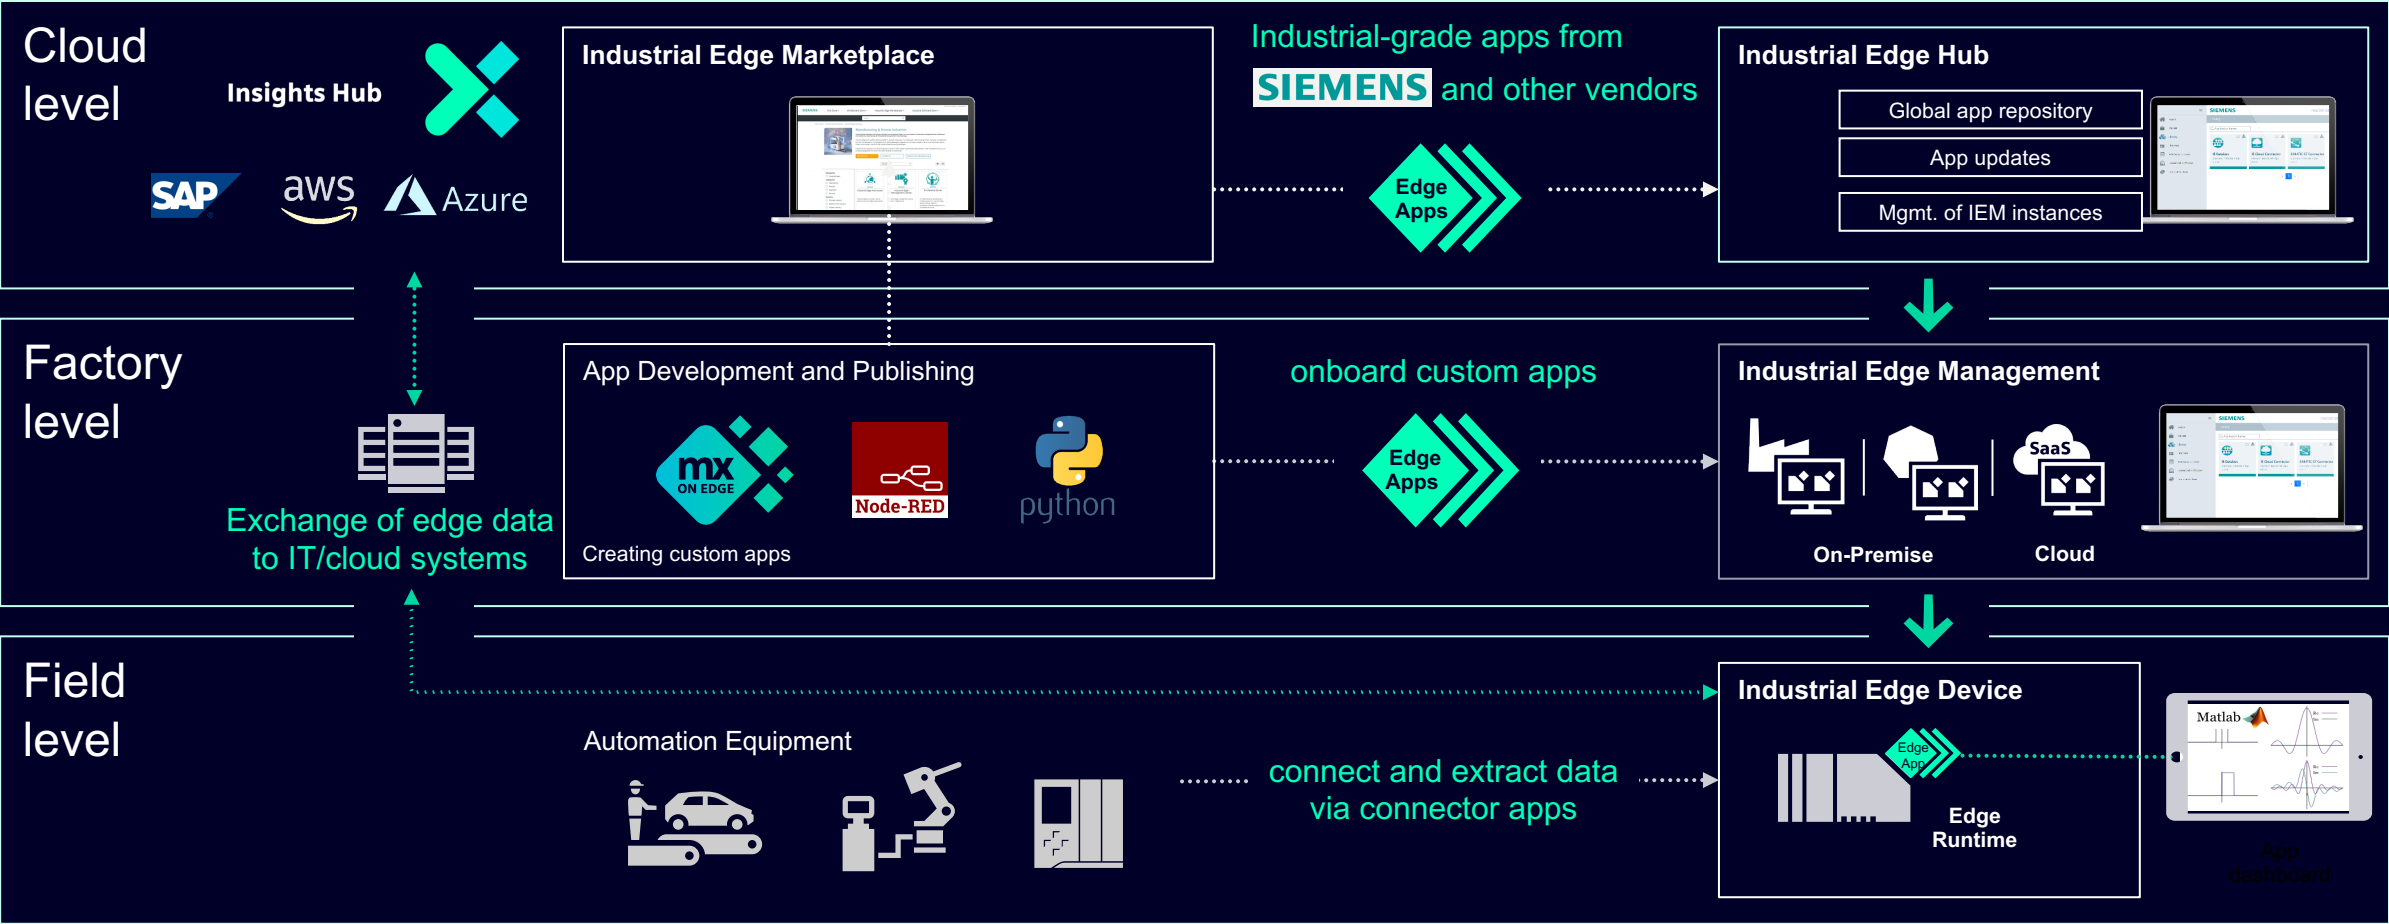 Cloud
level
Insights Hub
SAP
aws
Azure
Industrial Edge Marketplace
Industrial-grade apps from
SIEMENS and other vendors
Edge
Apps
Industrial Edge Hub
Global app repository
App updates
Mgmt. of IEM instances
SIEMENS
Factory
level
Exchange of edge data
to IT/cloud systems
App Development and Publishing
mx
ON EDGE
Node-RED
python
Creating custom apps
onboard custom apps
Edge
Apps
Industrial Edge Management
SaaS
On-Premise
Cloud
SIEMENS
Field
level
Automation Equipment
connect and extract data
via connector apps
Industrial Edge Device
Edge
App
Edge
Runtime
Matlab
App
dashboard